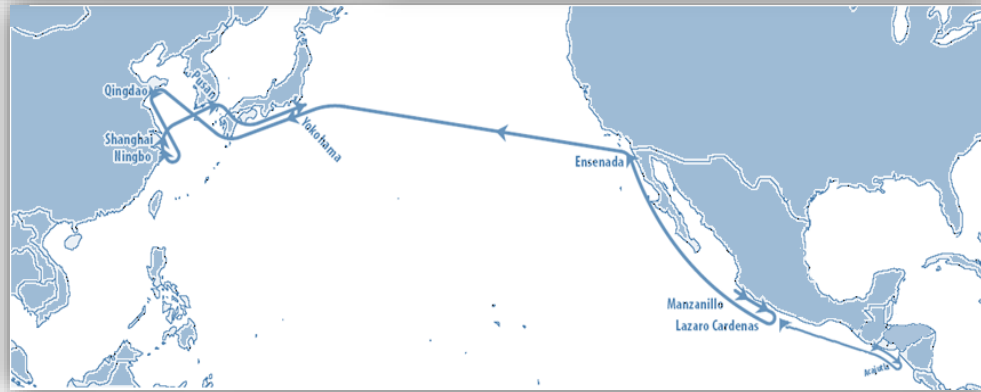 Qingdao
Pusan
Shanghai
Ningbo
Yokohama
Ensenada
Manzanillo
Lazaro Cardenas
Acajutla